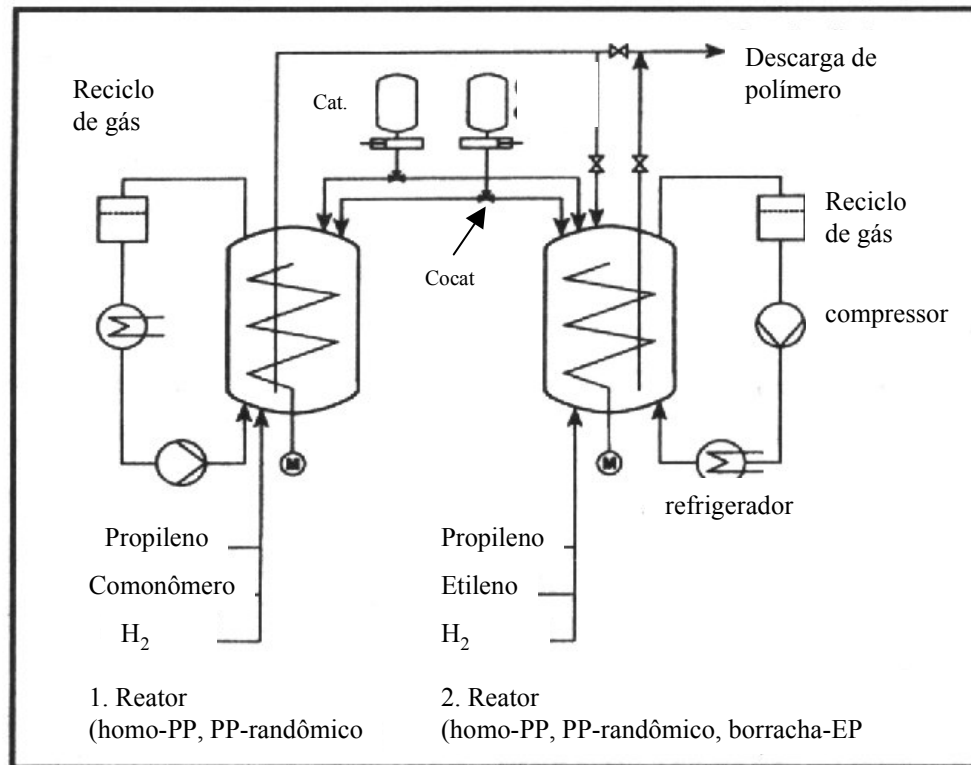 Reciclo
de gás
Cat.
Descarga de
polímero
Cocat
Reciclo
de gás
compressor
M
M
refrigerador
Propileno
Comonômero
H₂
Propileno
Etileno
H₂
1. Reator
(homo-PP, PP-randômico
2. Reator
(homo-PP, PP-randômico, borracha-EP